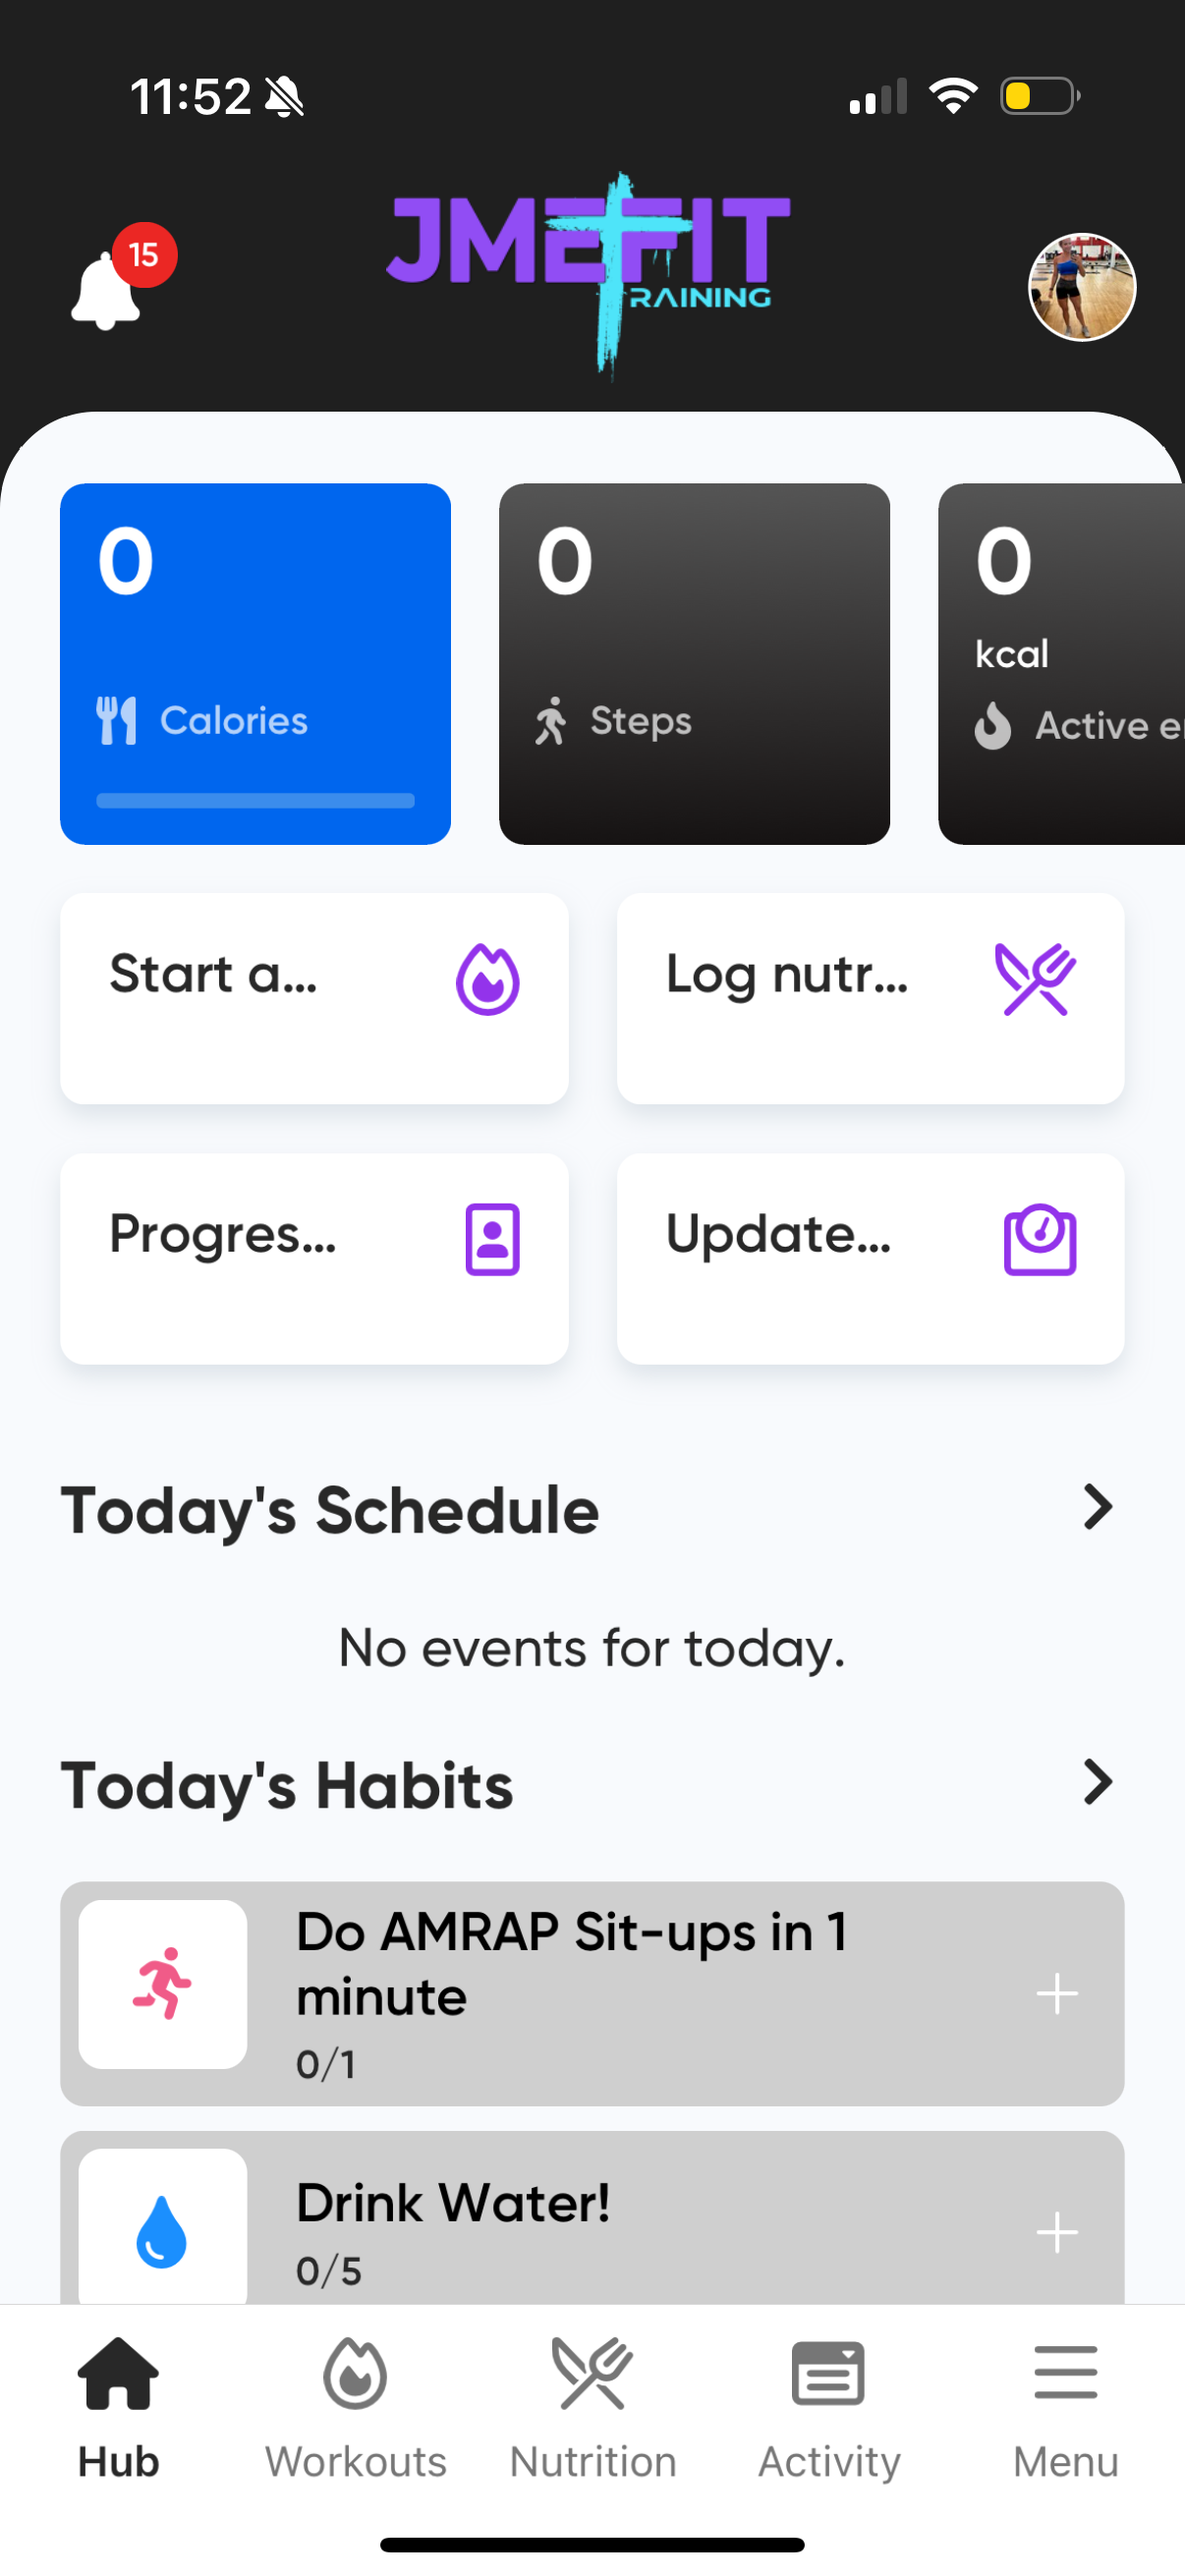 11:52
15
JMEFIT
TRAINING
0
Calories
0
Steps
0
kcal
Active e
Start a...
Log nutr...
Progres...
Update...
Today's Schedule
No events for today.
Today's Habits
Do AMRAP Sit-ups in 1
minute
0/1
Drink Water!
0/5
Hub
Workouts
Nutrition
Activity
Menu